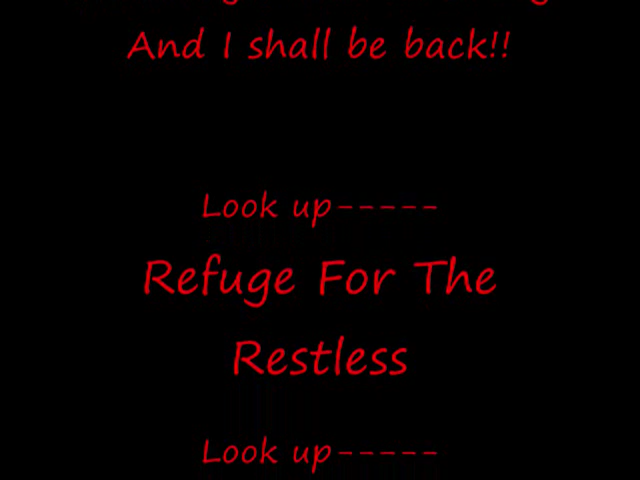 And I shall be back!!
Look up-----
Refuge For The
Restless
Look up-----